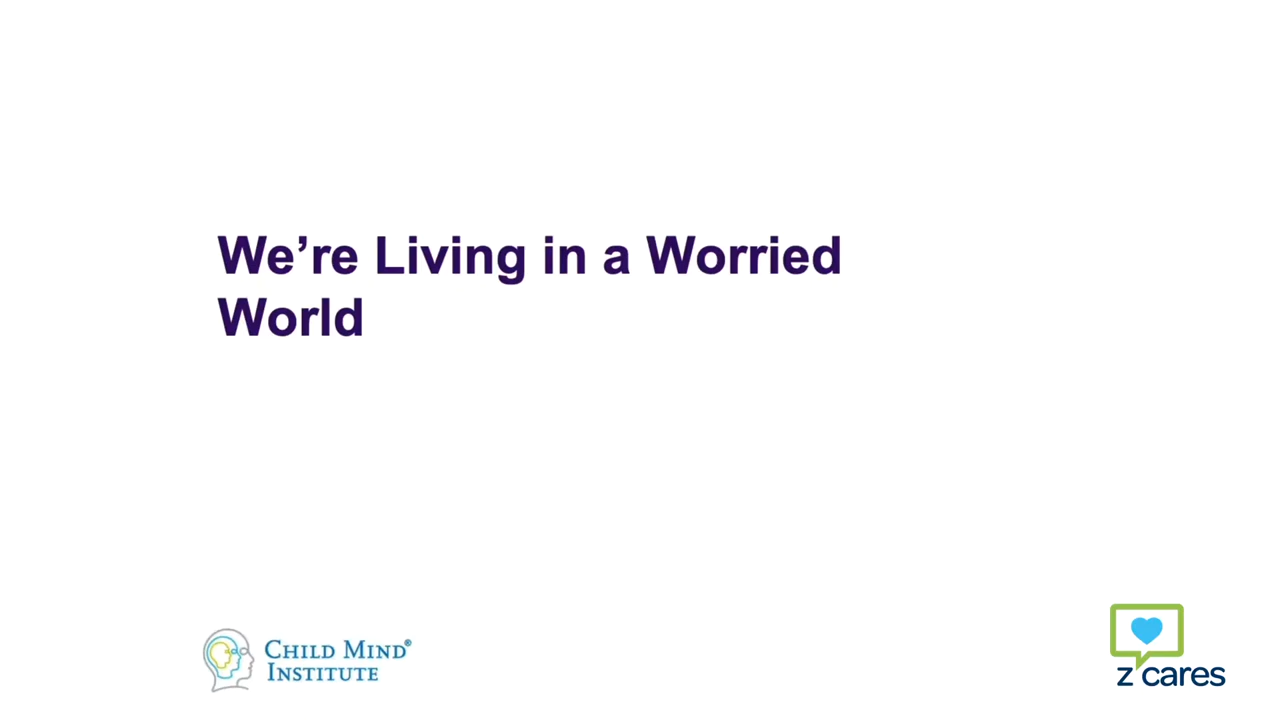 We’re Living in a Worried
World
CHILD MIND®
INSTITUTE
z cares